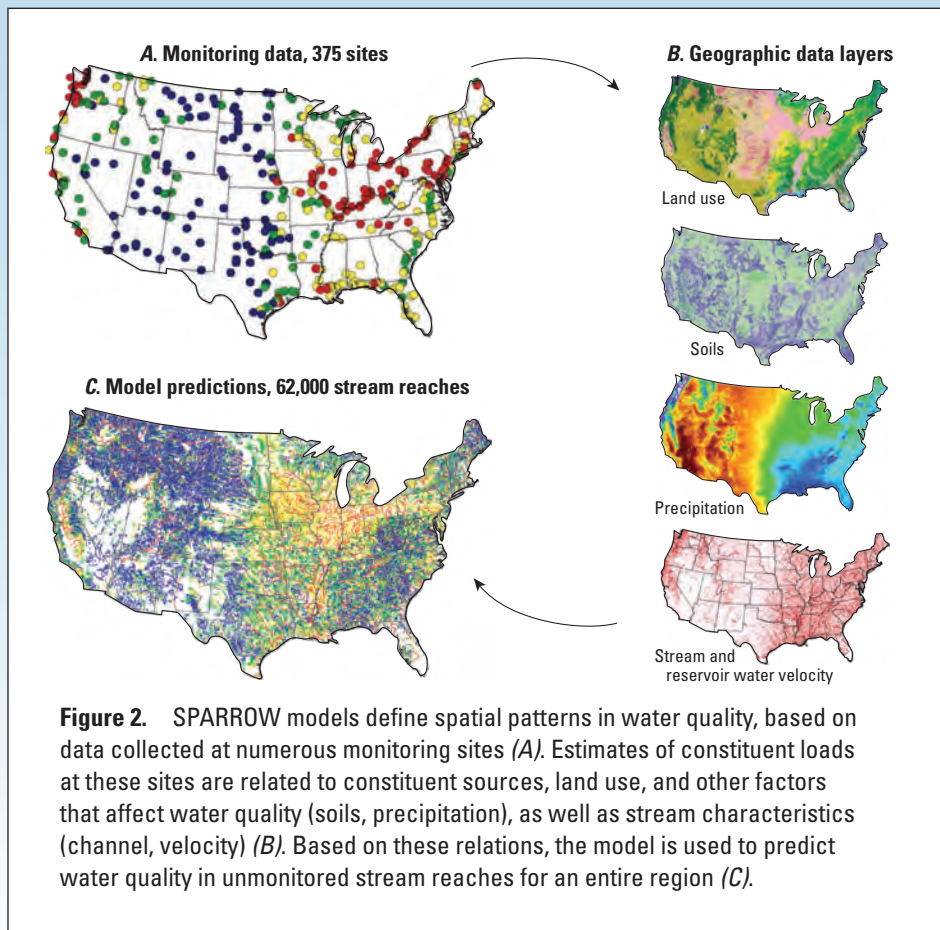 A. Monitoring data, 375 sites
B. Geographic data layers
Land use
Soils
C. Model predictions, 62,000 stream reaches
Precipitation
Stream and
reservoir water velocity
Figure 2. SPARROW models define spatial patterns in water quality, based on
data collected at numerous monitoring sites (A). Estimates of constituent loads
at these sites are related to constituent sources, land use, and other factors
that affect water quality (soils, precipitation), as well as stream characteristics
(channel, velocity) (B). Based on these relations, the model is used to predict
water quality in unmonitored stream reaches for an entire region (C).